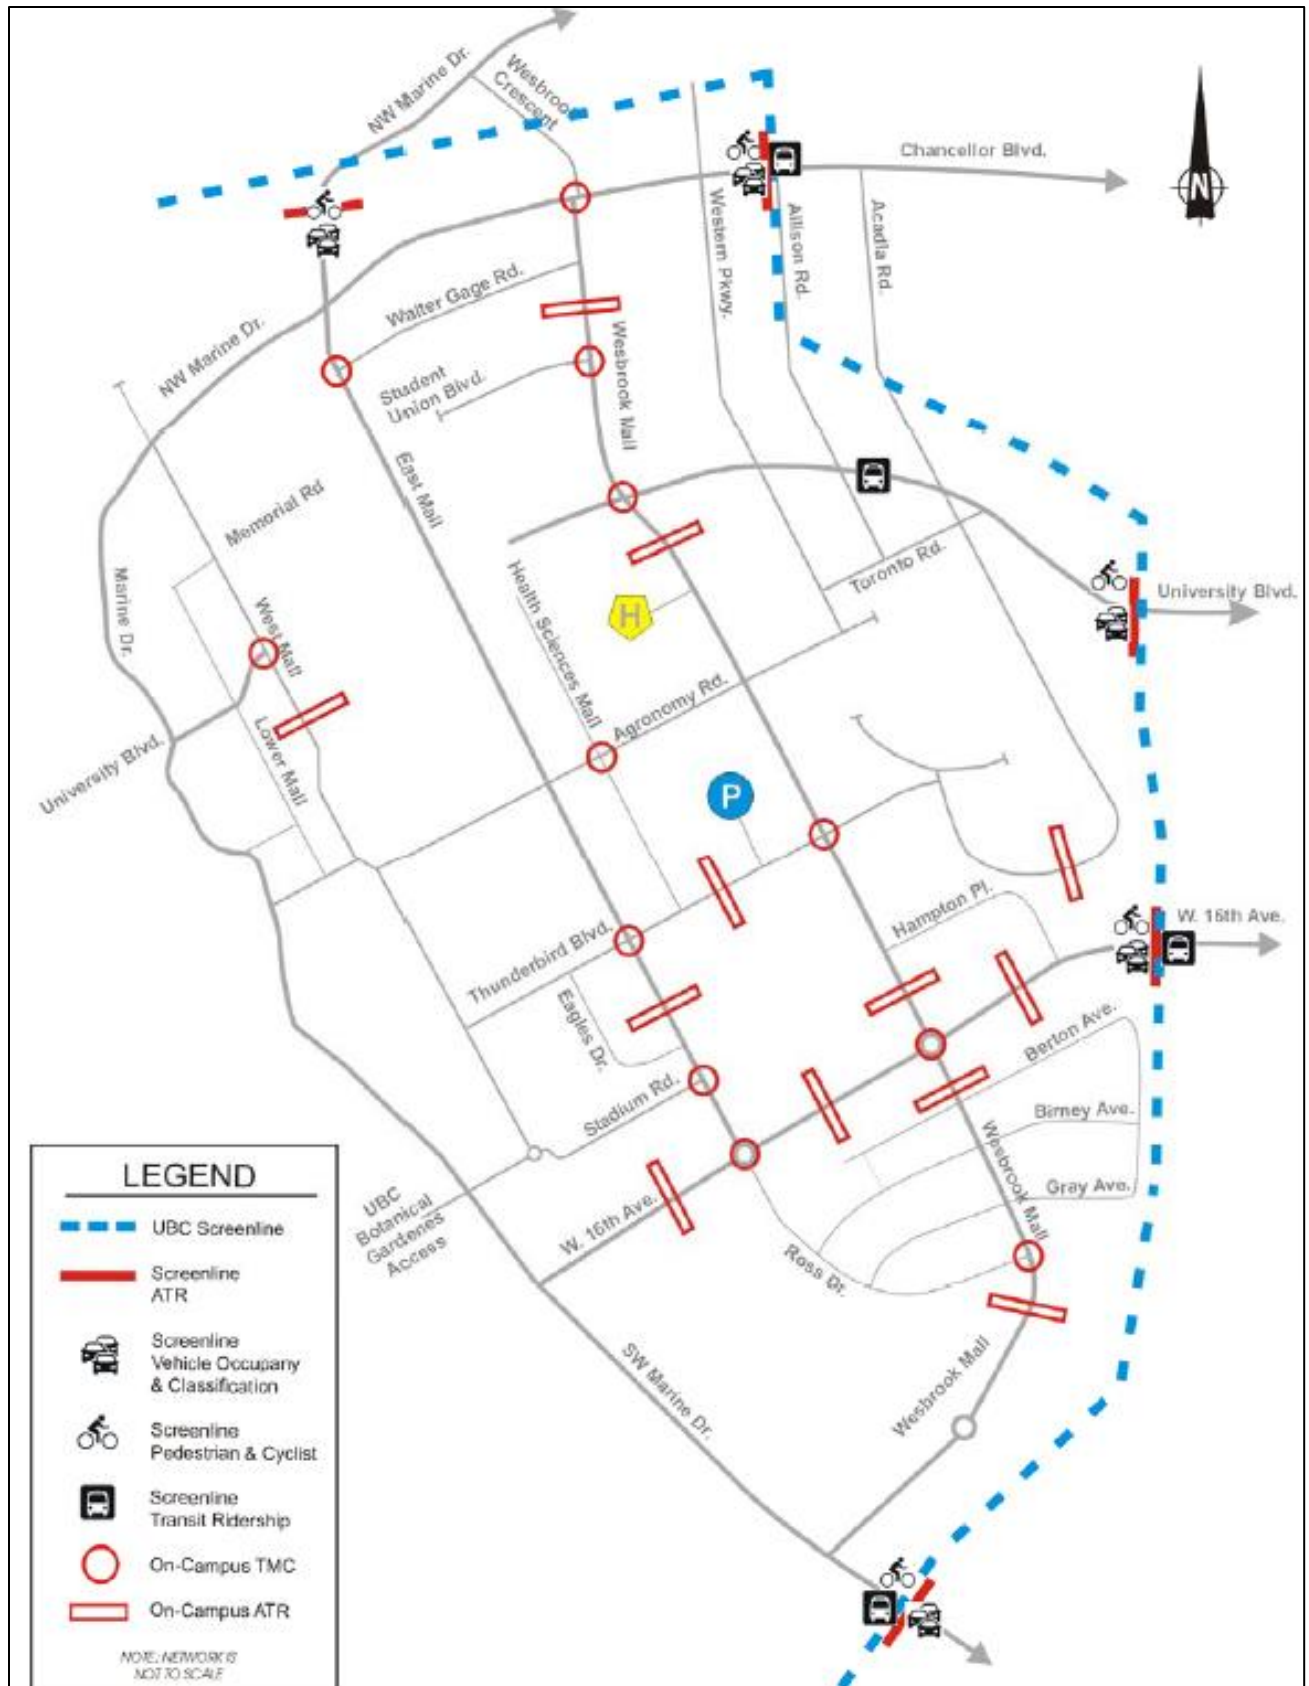 NW Marine Dr.
Wesbrook
Crescent
Chancellor Blvd.
N
Western Pkwy.
Allison Rd.
Acadia Rd.
Walter Gage Rd.
NW Marine Dr.
Wesbrook Mall
Student
Union Blvd.
East Mall
Memorial Rd
Marine Dr.
Health Sciences Mall
H
Toronto Rd.
University Blvd.
West Mall
Agronomy Rd.
Lower Mall
University Blvd.
P
Hampton Pl.
W. 16th Ave.
Thunderbird Blvd.
Eagles Dr.
Berton Ave.
Stadium Rd.
Birney Ave.
Wesbrook Mall
Gray Ave.
UBC
Botanical
Gardenes
Access
W. 16th Ave.
Ross Dr.
SW Marine Dr.
Wesbrook Mall
LEGEND
UBC Screenline
Screenline
ATR
Screenline
Vehicle Occupany
& Classification
Screenline
Pedestrian & Cyclist
Screenline
Transit Ridership
On-Campus TMC
On-Campus ATR
NOTE: NETWORK IS
NOT TO SCALE